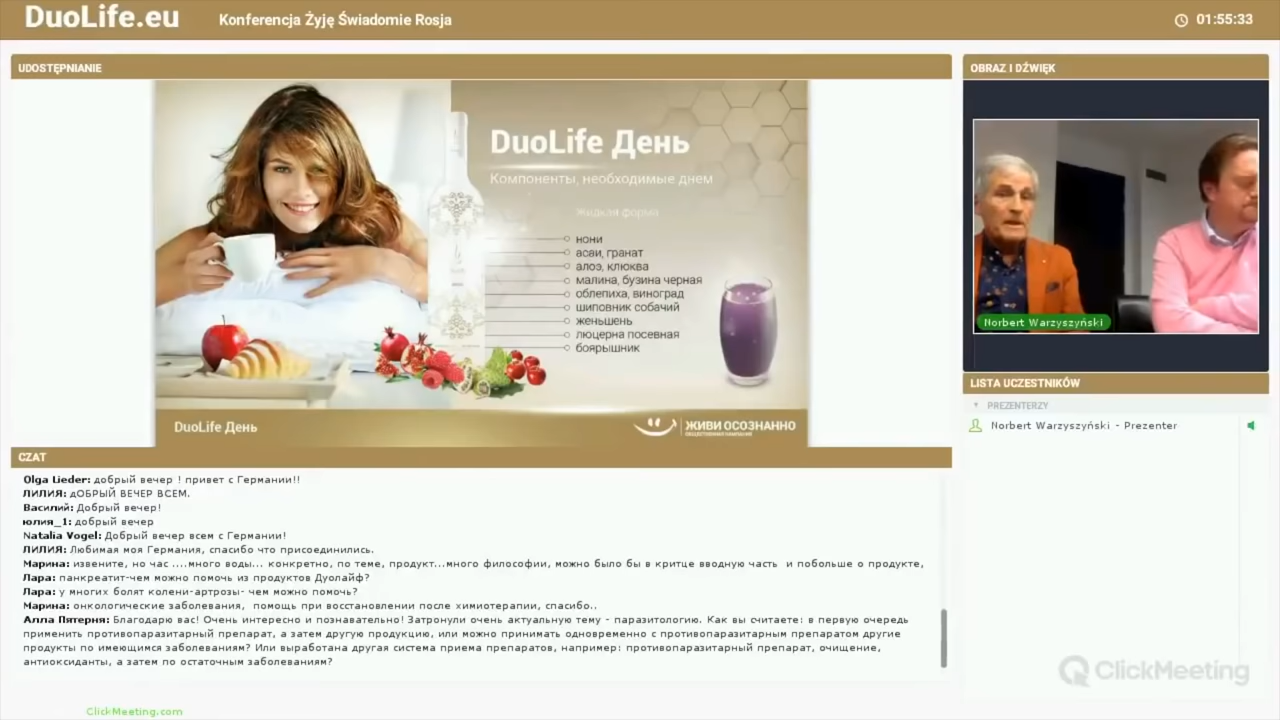 DuoLife.eu
Konferencja Żyję Świadomie Rosja
01:55:33
UDOSTĘPNIANIE
DuoLife День
Компоненты, необходимые днем
Жидкая форма
нони
асаи, гранат
алоэ, клюква
малина, бузина черная
облепиха, виноград
шиповник собачий
женьшень
люцерна посевная
боярышник
DuoLife День
ЖИВИ ОСОЗНАННО
ОБЩЕСТВЕННАЯ КАМПАНИЯ
OBRAZ I DŹWIĘK
Norbert Warzyszyński
LISTA UCZESTNIKÓW
PREZENTERZY
Norbert Warzyszyński - Prezenter
CZAT
Olga Lieder: добрый вечер ! привет с Германии!!
ЛИЛИЯ: дОБРЫЙ ВЕЧЕР ВСЕМ.
Василий: Добрый вечер!
юлия_1: добрый вечер
Natalia Vogel: Добрый вечер всем с Германии!
ЛИЛИЯ: Любимая моя Германия, спасибо что присоединились.
Марина: извените, но час ....много воды... конкретно, по теме, продукт...много философии, можно было бы в критце вводную часть и побольше о продукте,
Лара: панкреатит-чем можно помочь из продуктов Дуолайф?
Лара: у многих болят колени-артрозы- чем можно помочь?
Марина: онкологические заболевания, помощь при восстановлении после химиотерапии, спасибо..
Алла Пятерня: Благодарю вас! Очень интересно и познавательно! Затронули очень актуальную тему - паразитологию. Как вы считаете: в первую очередь
применить противопаразитарный препарат, а затем другую продукцию, или можно принимать одновременно с противопаразитарным препаратом другие
продукты по имеющимся заболеваниям? Или выработана другая система приема препаратов, например: противопаразитарный препарат, очищение,
антиоксиданты, а затем по остаточным заболеваниям?
ClickMeeting
ClickMeeting.com